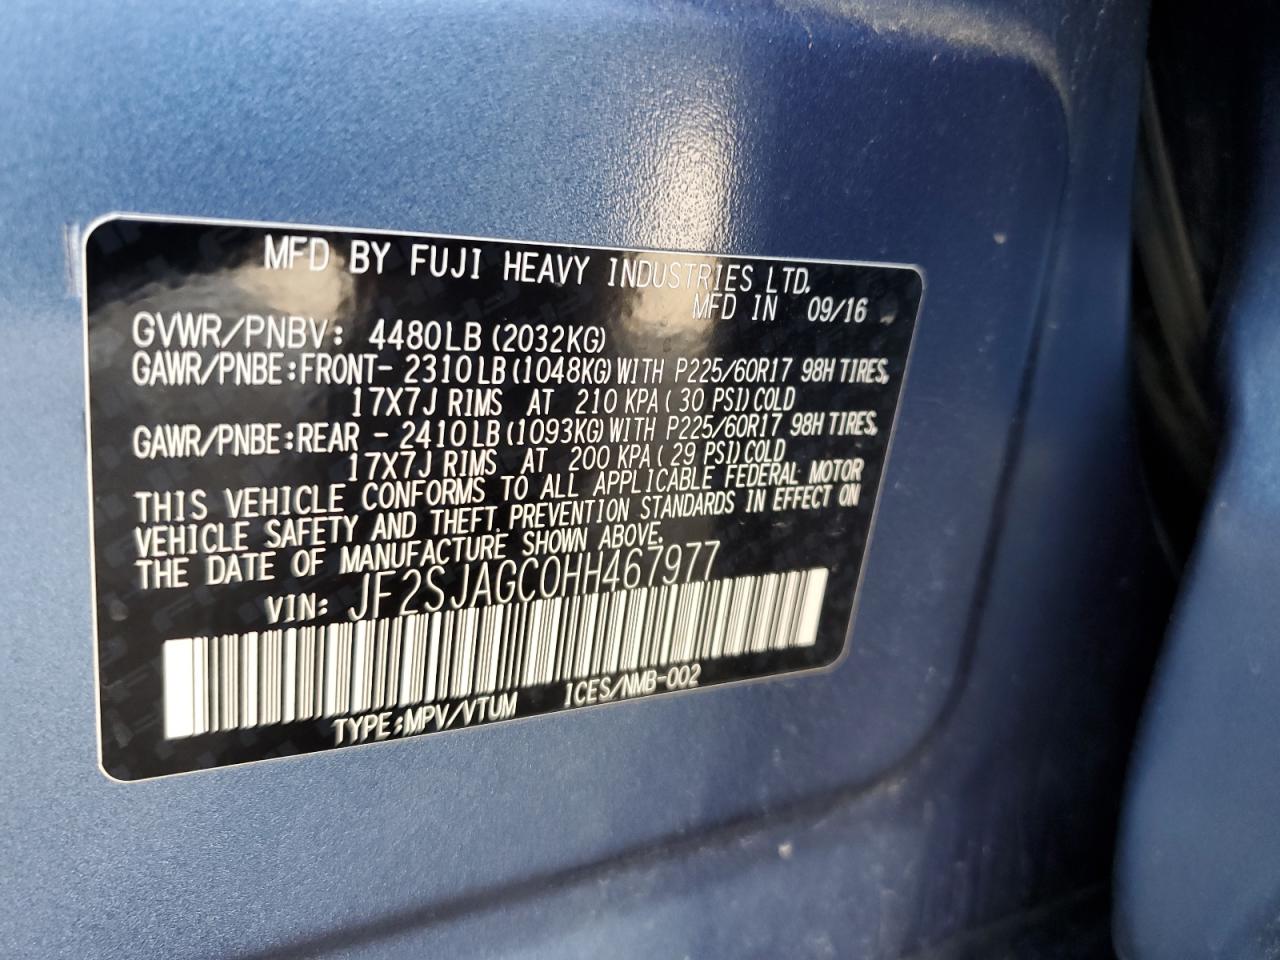 MFD BY FUJI HEAVY INDUSTRIES LTD.
MFD IN 09/16
GVWR/PNBV: 4480LB (2032KG)
GAWR/PNBE:FRONT- 2310LB (1048KG) WITH P225/60R17 98H TIRES,
17X7J RIMS AT 210 KPA ( 30 PSI) COLD
GAWR/PNBE:REAR - 2410LB (1093KG) WITH P225/60R17 98H TIRES,
17X7J RIMS AT 200 KPA ( 29 PSI) COLD
THIS VEHICLE CONFORMS TO ALL APPLICABLE FEDERAL MOTOR
VEHICLE SAFETY AND THEFT PREVENTION STANDARDS IN EFFECT ON
THE DATE OF MANUFACTURE SHOWN ABOVE.
VIN: JF2SJAGC0HH467977
TYPE:MPV/VTUM ICES/NMB-002